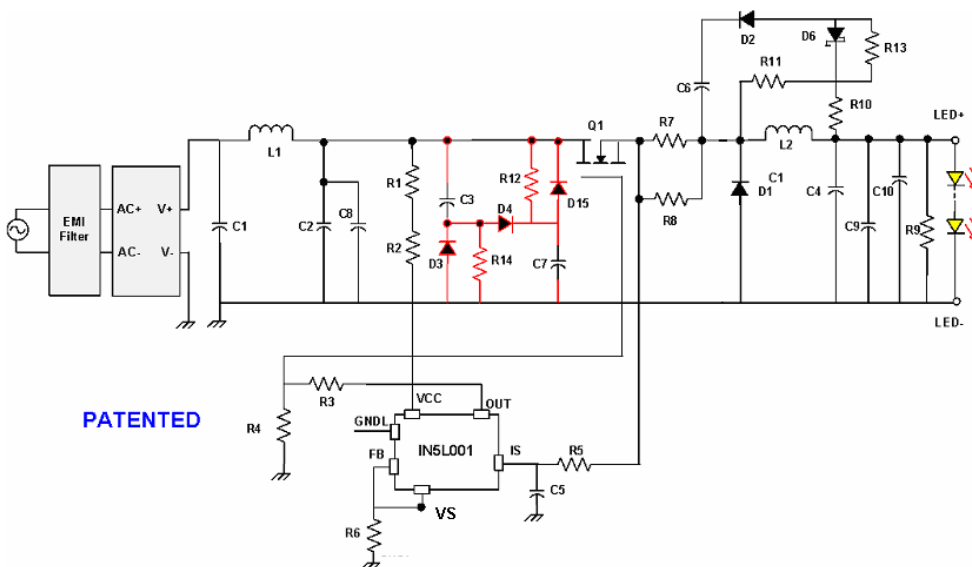 D2
D6
R13
R11
C6
R10
Q1
R7
LED+
L1
L2
R1
C3
R12
D4
D15
D1
C1
C4
C10
EMI
Filter
AC+
V+
AC-
V-
C1
C2
C8
R8
R2
D3
R14
C7
C9
R9
LED-
R3
VCC
OUT
PATENTED
R4
GNDL
IN5L001
IS
R5
FB
C5
VS
R6